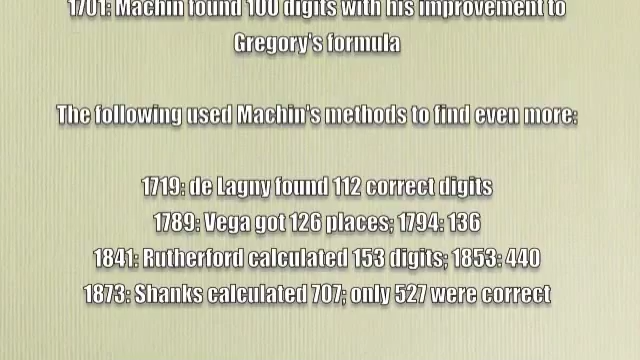 1701: Machin found 100 digits with his improvement to
Gregory's formula
The following used Machin's methods to find even more:
1719: de Lagny found 112 correct digits
1789: Vega got 126 places; 1794: 136
1841: Rutherford calculated 153 digits; 1853: 440
1873: Shanks calculated 707; only 527 were correct